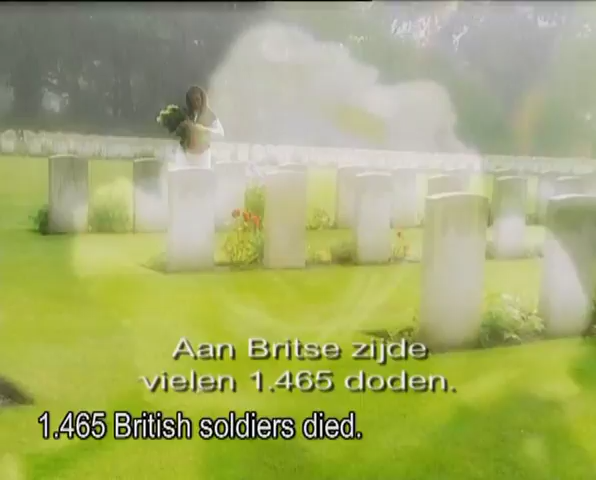 Aan Britse zijde
vielen 1.465 doden.
1.465 British soldiers died.